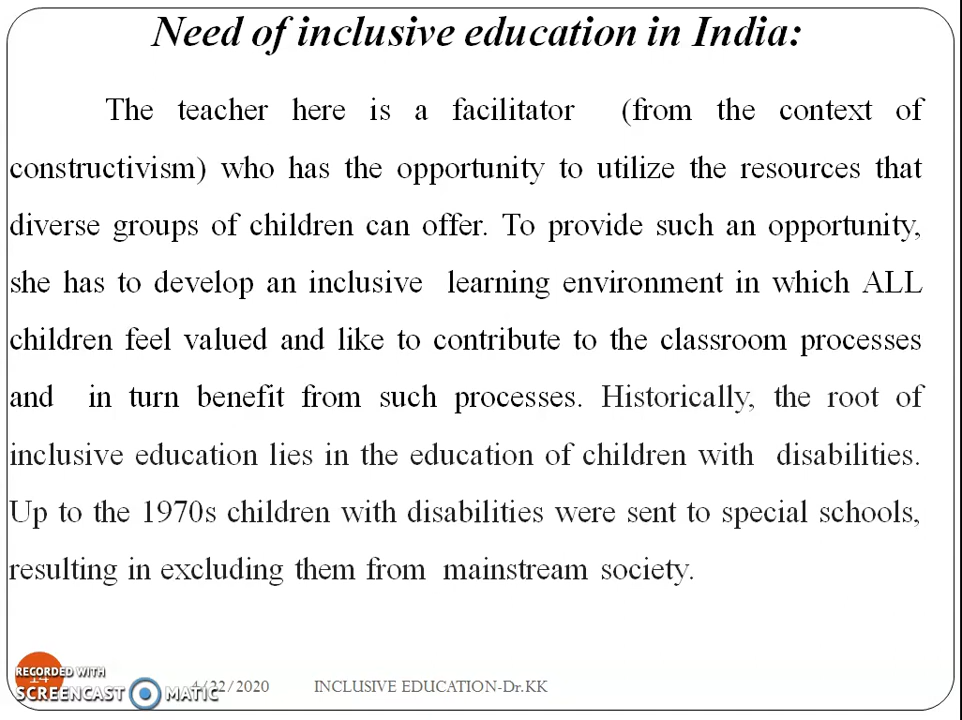 Need of inclusive education in India:
The teacher here is a facilitator (from the context of
constructivism) who has the opportunity to utilize the resources that
diverse groups of children can offer. To provide such an opportunity,
she has to develop an inclusive learning environment in which ALL
children feel valued and like to contribute to the classroom processes
and in turn benefit from such processes. Historically, the root of
inclusive education lies in the education of children with disabilities.
Up to the 1970s children with disabilities were sent to special schools,
resulting in excluding them from mainstream society.
RECORDED WITH
14
SCREENCAST MATIC
4/22/2020 INCLUSIVE EDUCATION-Dr.KK